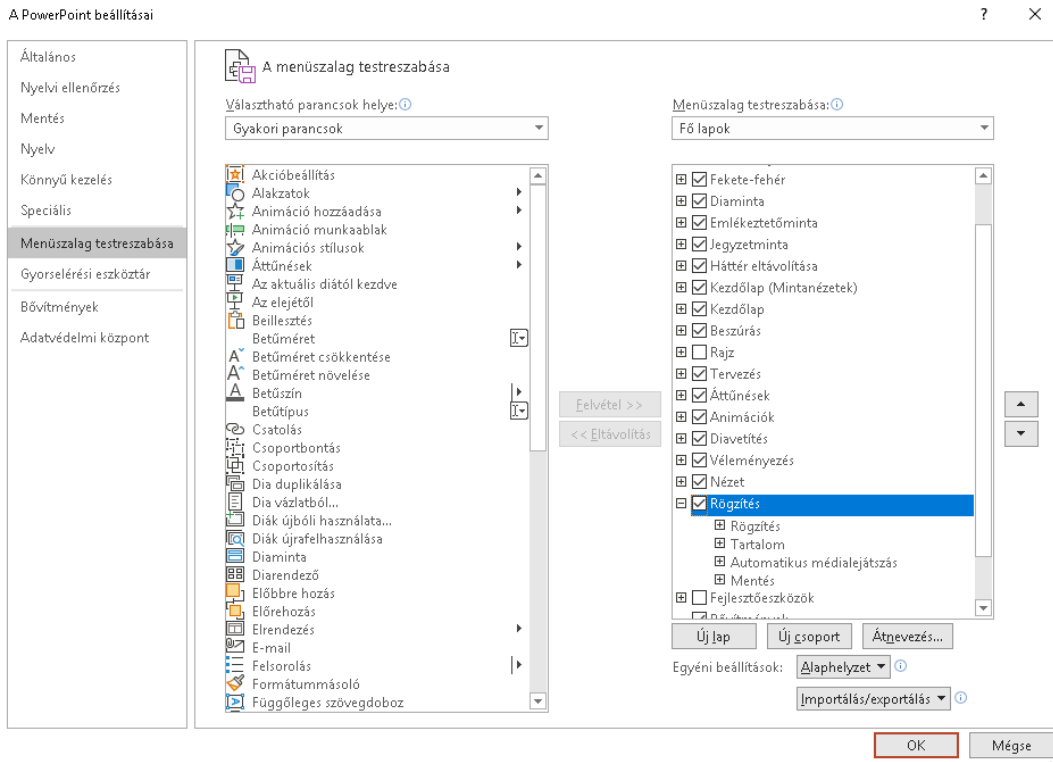 A PowerPoint beállításai
?
Általános
Nyelvi ellenőrzés
Mentés
Nyelv
Könnyű kezelés
Speciális
Menüszalag testreszabása
Gyorselérési eszköztár
Bővítmények
Adatvédelmi központ
A menüszalag testreszabása
Választható parancsok helye:
Gyakori parancsok
Akcióbeállítás
Alakzatok
Animáció hozzáadása
Animáció munkaablak
Animációs stílusok
Áttűnések
Az aktuális diától kezdve
Az elejétől
Beillesztés
Betűméret
Betűméret csökkentése
Betűméret növelése
Betűszín
Betűtípus
Csatolás
Csoportbontás
Csoportosítás
Dia duplikálása
Dia vázlatból...
Diák újbóli használata...
Diák újrafelhasználása
Diaminta
Diarendező
Előbbre hozás
Előrehozás
Elrendezés
E-mail
Felsorolás
Formátummásoló
Függőleges szövegdoboz
Felvétel >>
<< Eltávolítás
Menüszalag testreszabása:
Fő lapok
Fekete-fehér
Diaminta
Emlékeztetőminta
Jegyzetminta
Háttér eltávolítása
Kezdőlap (Mintanézetek)
Kezdőlap
Beszúrás
Rajz
Tervezés
Áttűnések
Animációk
Diavetítés
Véleményezés
Nézet
Rögzítés
Rögzítés
Tartalom
Automatikus médialejátszás
Mentés
Fejlesztőeszközök
Új lap
Új csoport
Átnevezés...
Egyéni beállítások:
Alaphelyzet
Importálás/exportálás
OK
Mégse